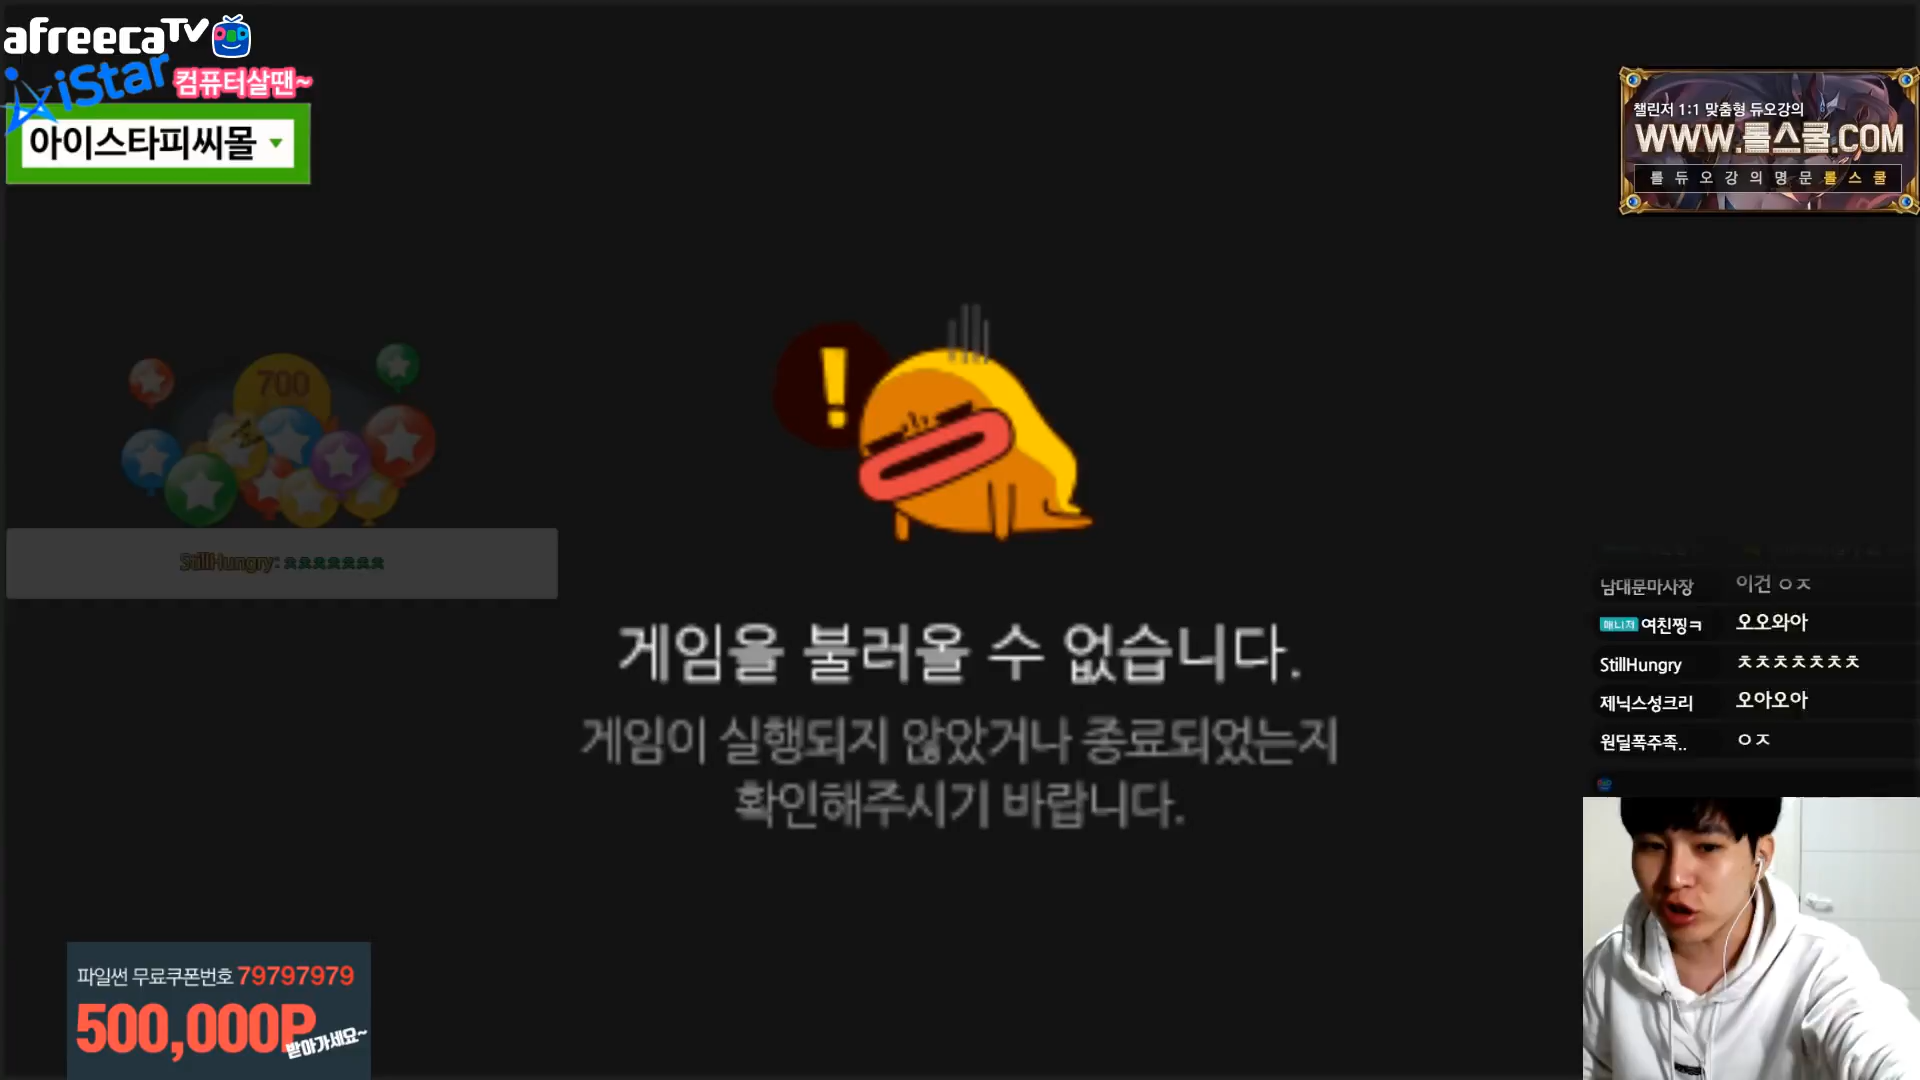 afreecaTV
iStar 컴퓨터살땐~
아이스타피씨몰
챌린저 1:1 맞춤형 듀오강의
WWW.롤스쿨.COM
롤 듀 오 강 의 명 문 롤 스 쿨
700
StillHungry: ㅊㅊㅊㅊㅊㅊㅊ
!
게임을 불러올 수 없습니다.
게임이 실행되지 않았거나 종료되었는지
확인해주시기 바랍니다.
남대문마사장 이건 ㅇㅈ
매니저 여친찡ㅋ 오오와아
StillHungry ㅊㅊㅊㅊㅊㅊㅊ
제닉스성크리 오아오아
원딜폭주족.. ㅇㅈ
파일썬 무료쿠폰번호 79797979
500,000P
받아가세요~